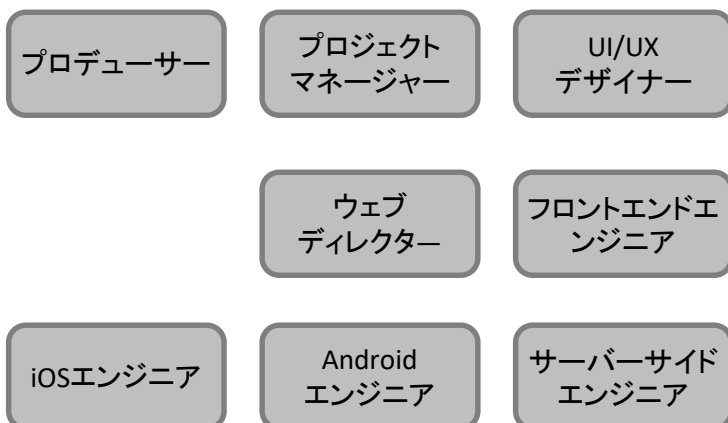 プロデューサー
プロジェクト
マネージャー
UI/UX
デザイナー
ウェブ
ディレクター
フロントエンドエ
ンジニア
iOSエンジニア
Android
エンジニア
サーバーサイド
エンジニア